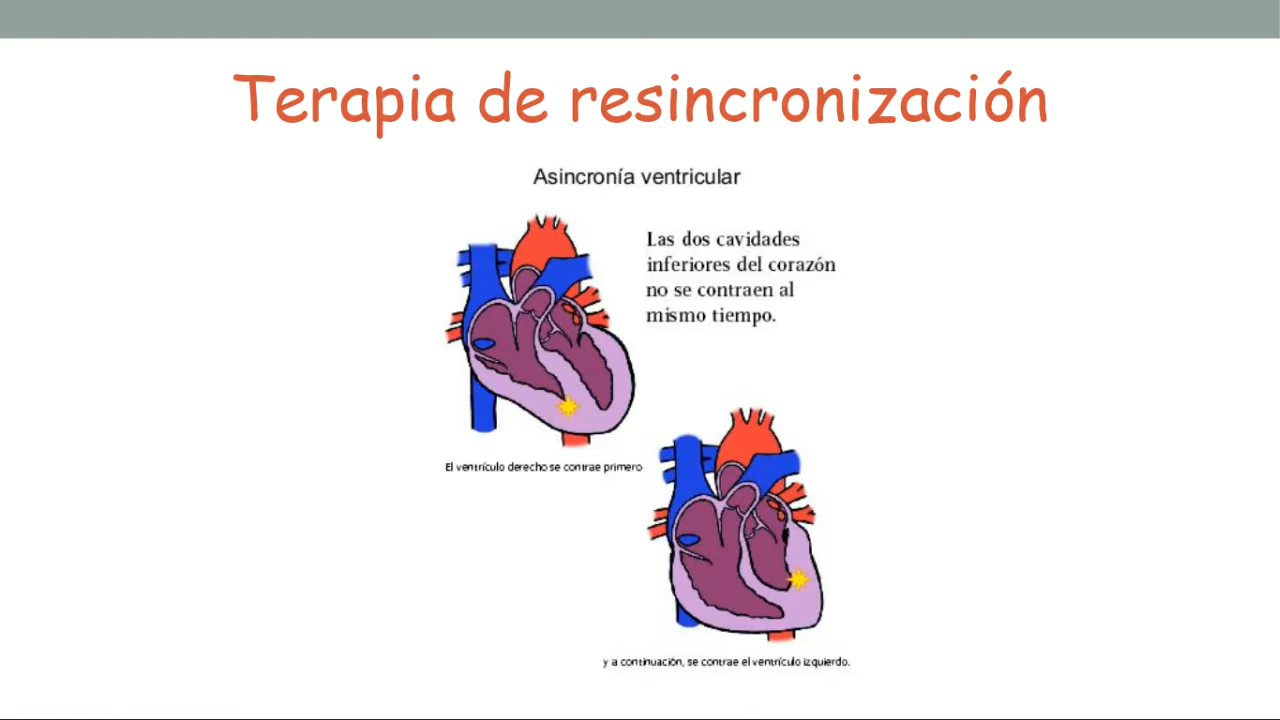 Terapia de resincronización
Asincronía ventricular
Las dos cavidades
inferiores del corazón
no se contraen al
mismo tiempo.
El ventrículo derecho se contrae primero
y a continuación, se contrae el ventrículo izquierdo.